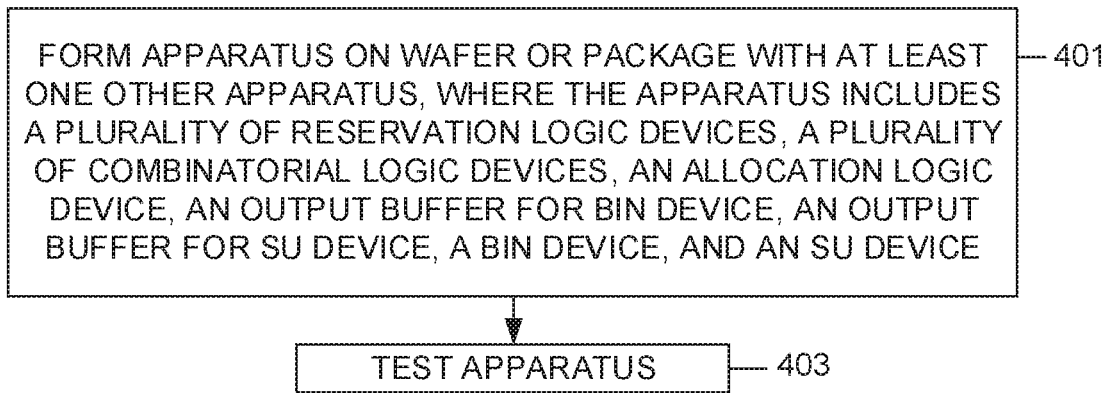 FORM APPARATUS ON WAFER OR PACKAGE WITH AT LEAST
ONE OTHER APPARATUS, WHERE THE APPARATUS INCLUDES
A PLURALITY OF RESERVATION LOGIC DEVICES, A PLURALITY
OF COMBINATORIAL LOGIC DEVICES, AN ALLOCATION LOGIC
DEVICE, AN OUTPUT BUFFER FOR BIN DEVICE, AN OUTPUT
BUFFER FOR SU DEVICE, A BIN DEVICE, AND AN SU DEVICE
401
TEST APPARATUS
403